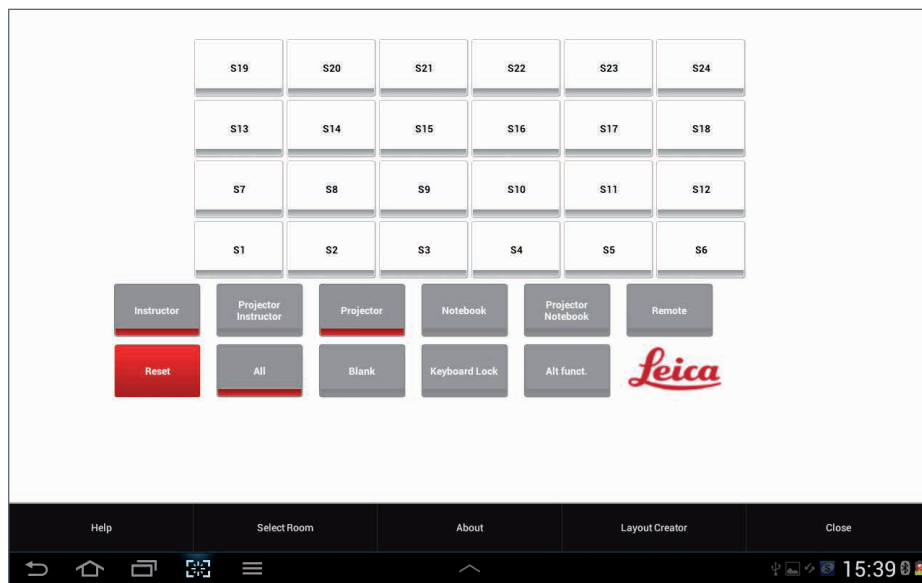 S19 S20 S21 S22 S23 S24
S13 S14 S15 S16 S17 S18
S7 S8 S9 S10 S11 S12
S1 S2 S3 S4 S5 S6
Instructor Projector Instructor Projector Notebook Projector Notebook Remote
Reset All Blank Keyboard Lock Alt funct. Leica
Help Select Room About Layout Creator Close
15:39